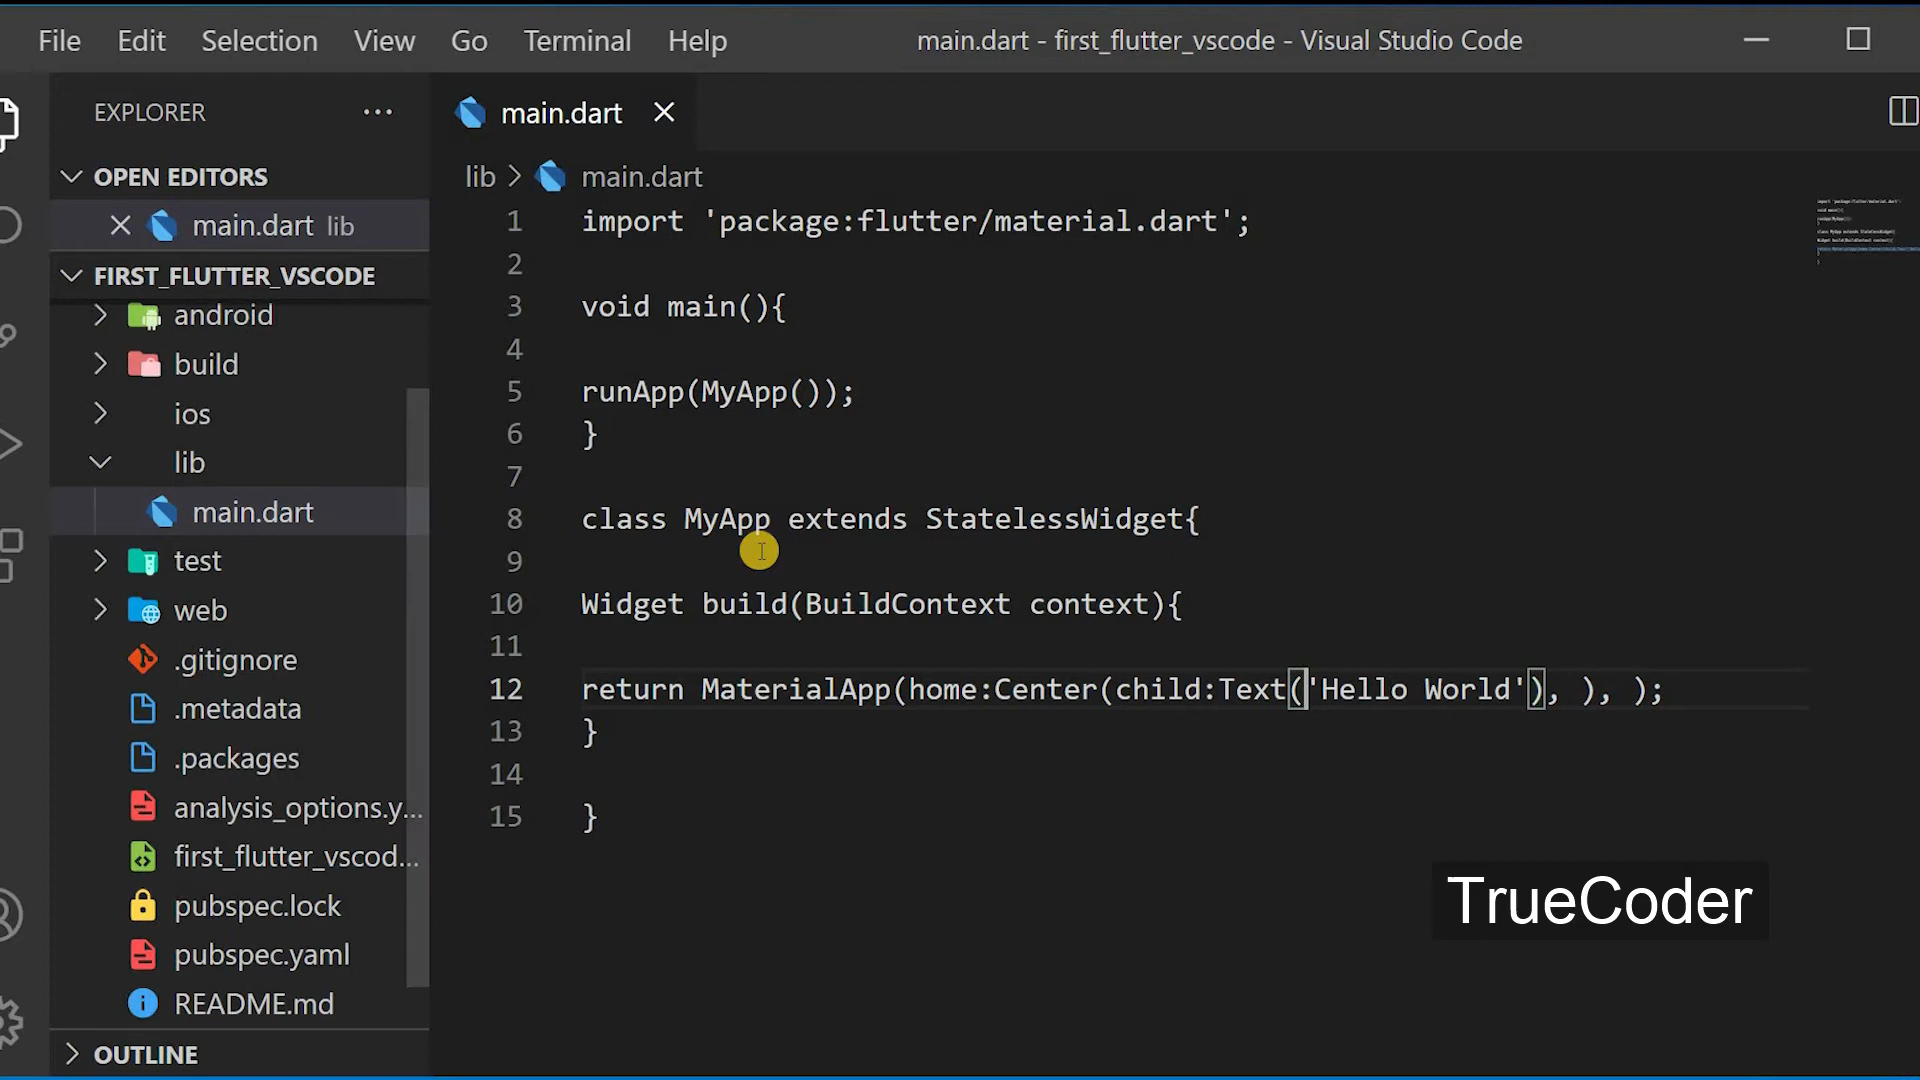 File Edit Selection View Go Terminal Help main.dart - first_flutter_vscode - Visual Studio Code
EXPLORER
OPEN EDITORS
main.dart lib
FIRST_FLUTTER_VSCODE
android
build
ios
lib
main.dart
test
web
.gitignore
.metadata
.packages
analysis_options.y...
first_flutter_vscod...
pubspec.lock
pubspec.yaml
README.md
OUTLINE
main.dart
lib > main.dart
1 import 'package:flutter/material.dart';
2
3 void main(){
4
5 runApp(MyApp());
6 }
7
8 class MyApp extends StatelessWidget{
9
10 Widget build(BuildContext context){
11
12 return MaterialApp(home:Center(child:Text('Hello World'), ), );
13 }
14
15 }
TrueCoder